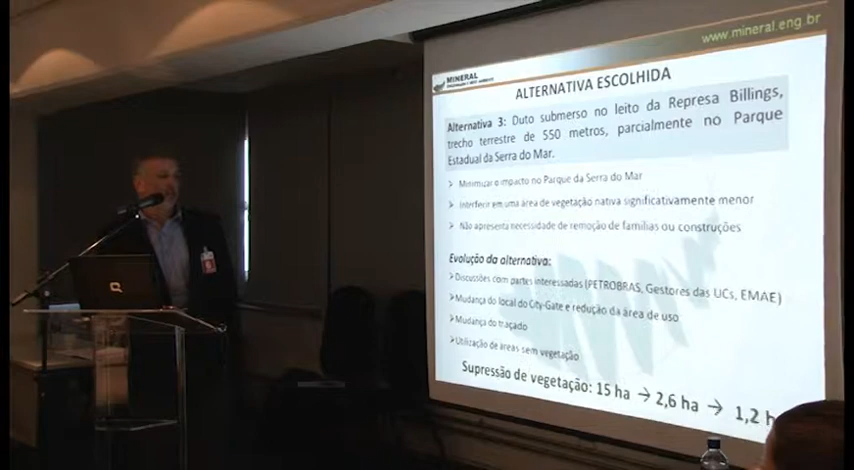 www.mineral.eng.br
MINERAL
ENGENHARIA E MEIO AMBIENTE
ALTERNATIVA ESCOLHIDA
Alternativa 3: Duto submerso no leito da Represa Billings,
trecho terrestre de 550 metros, parcialmente no Parque
Estadual da Serra do Mar.
➢ Minimizar o impacto no Parque da Serra do Mar
➢ Interferir em uma área de vegetação nativa significativamente menor
➢ Não apresenta necessidade de remoção de famílias ou construções
Evolução da alternativa:
➢Discussões com partes interessadas (PETROBRAS, Gestores das UCs, EMAE)
➢Mudança do local do City-Gate e redução da área de uso
➢Mudança do traçado
➢Utilização de áreas sem vegetação
Supressão de vegetação: 15 ha → 2,6 ha → 1,2 h
COMPAQ